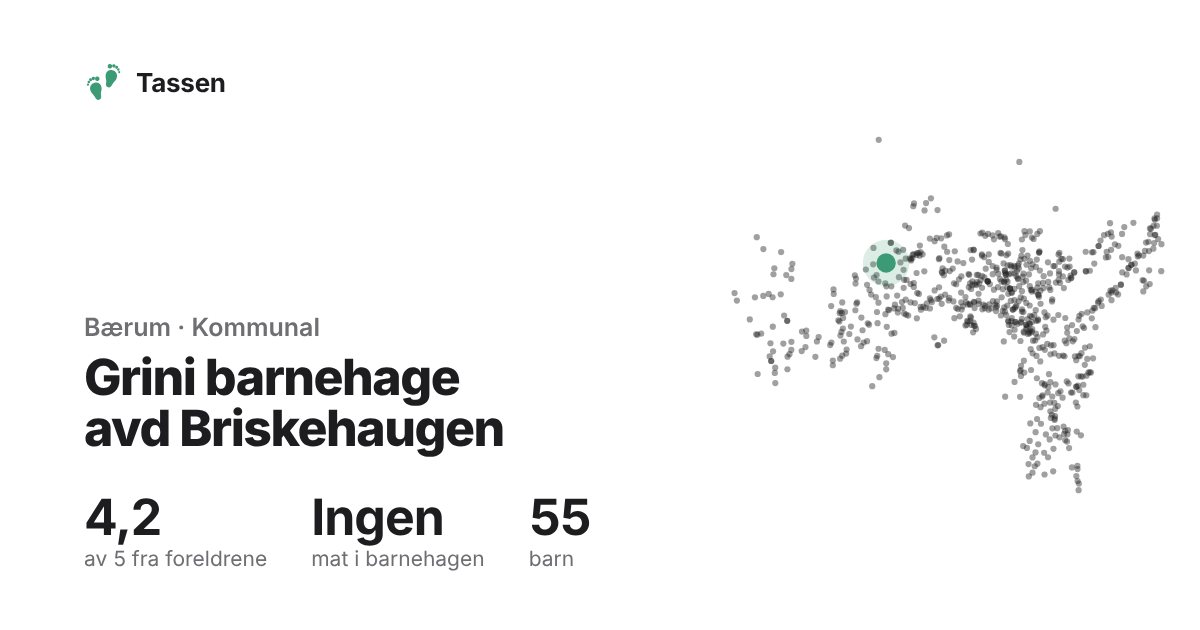 Tassen
Bærum · Kommunal
Grini barnehage
avd Briskehaugen
4,2
av 5 fra foreldrene
Ingen
mat i barnehagen
55
barn